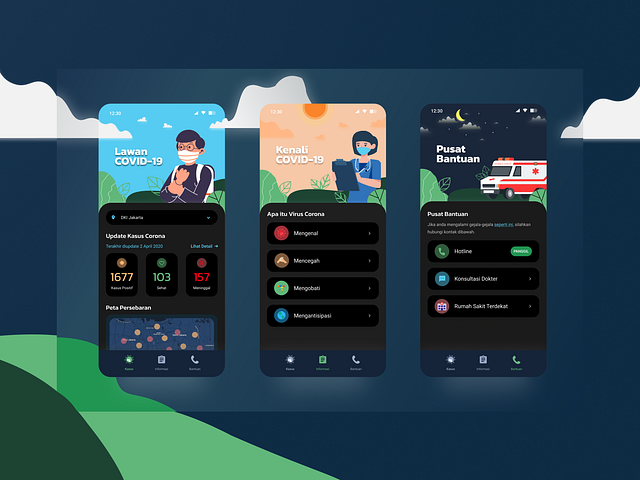 12:30
Lawan
COVID-19
DKI Jakarta
Update Kasus Corona
Terakhir diupdate 2 April 2020
Lihat Detail →
1677
Kasus Positif
103
Sehat
157
Meninggal
Peta Persebaran
Kasus
Informasi
Bantuan
12:30
Kenali
COVID-19
Apa Itu Virus Corona
Mengenal
Mencegah
Mengobati
Mengantisipasi
Kasus
Informasi
Bantuan
12:30
Pusat
Bantuan
Pusat Bantuan
Jika anda mengalami gejala-gejala seperti ini, silahkan
hubungi kontak dibawah.
Hotline
PANGGIL
Konsultasi Dokter
Rumah Sakit Terdekat
Kasus
Informasi
Bantuan